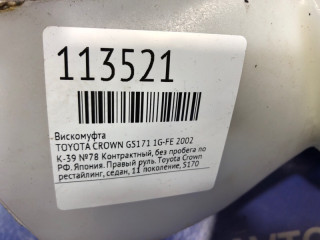 113521
Вискомуфта
TOYOTA CROWN GS171 1G-FE 2002
К-39 №78 Контрактный, без пробега по
РФ. Япония. Правый руль. Toyota Crown
рестайлинг, седан, 11 поколение, S170